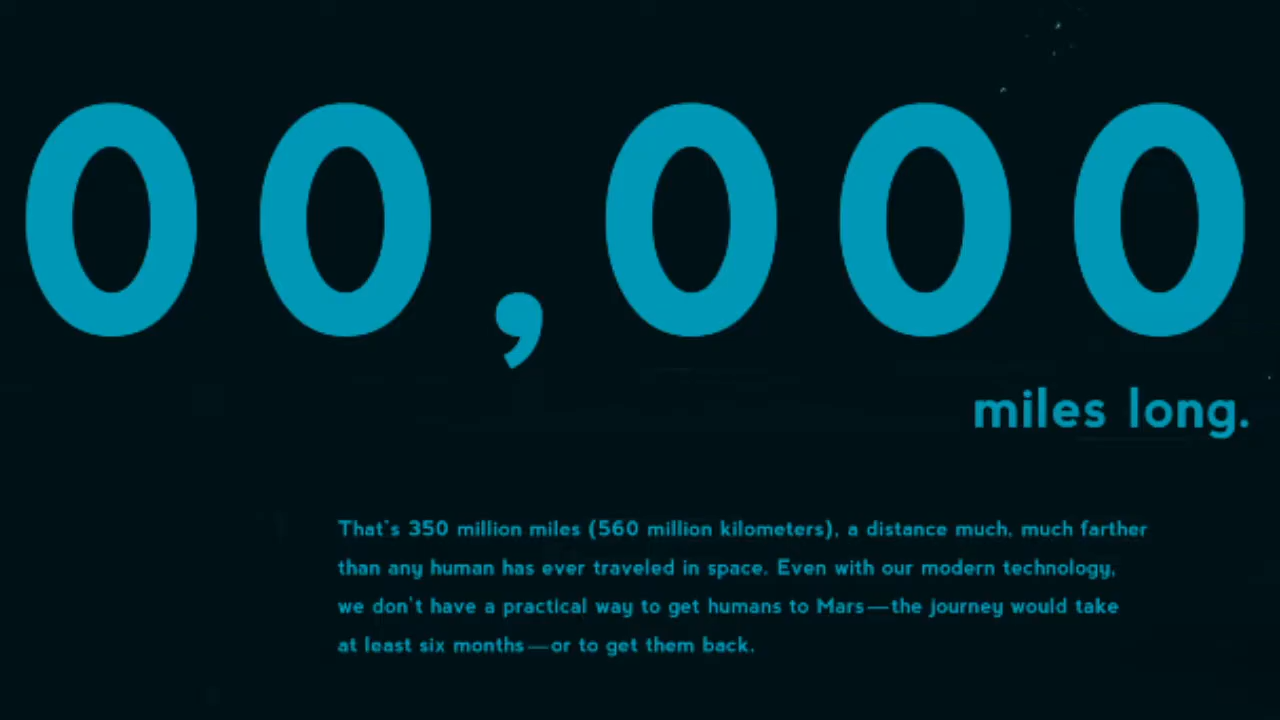 00,000
miles long.
That's 350 million miles (560 million kilometers), a distance much, much farther
than any human has ever traveled in space. Even with our modern technology,
we don't have a practical way to get humans to Mars—the journey would take
at least six months—or to get them back.